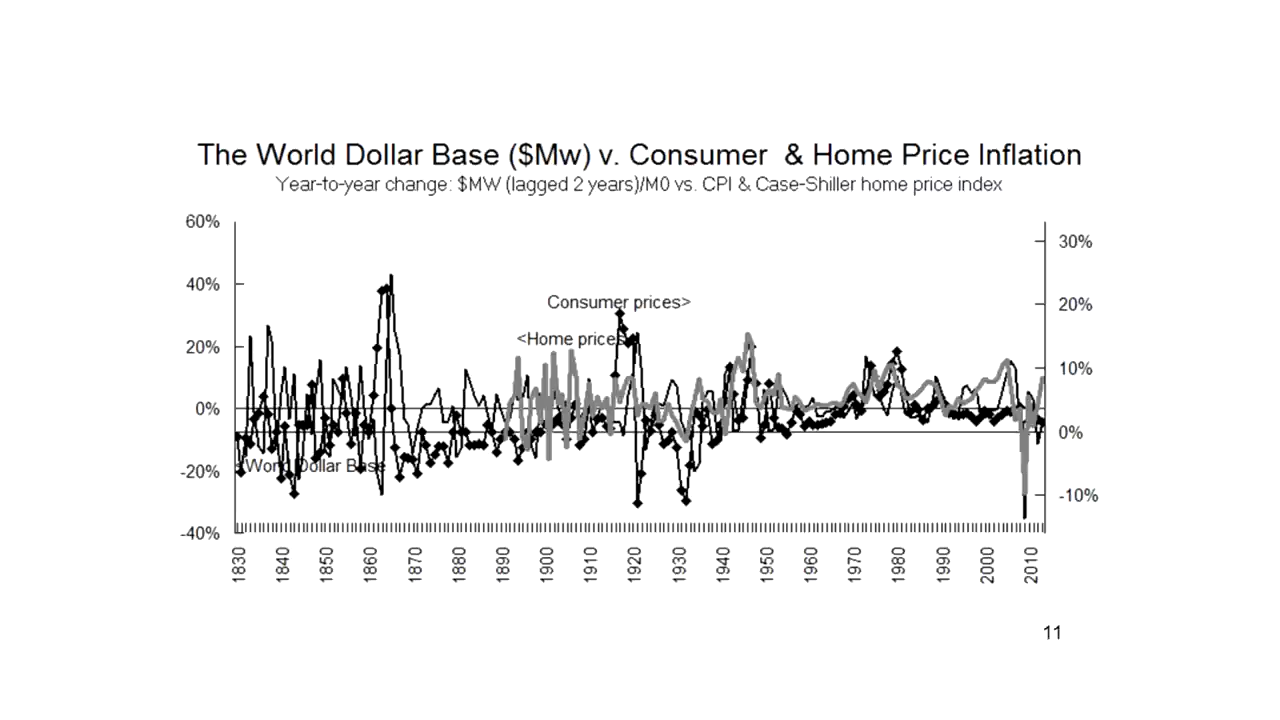 The World Dollar Base ($Mw) v. Consumer & Home Price Inflation
Year-to-year change: $MW (lagged 2 years)/M0 vs. CPI & Case-Shiller home price index
60%
40%
20%
0%
-20%
-40%
30%
20%
10%
0%
-10%
Consumer prices>
<Home prices
<World Dollar Base
1830 1840 1850 1860 1870 1880 1890 1900 1910 1920 1930 1940 1950 1960 1970 1980 1990 2000 2010
11